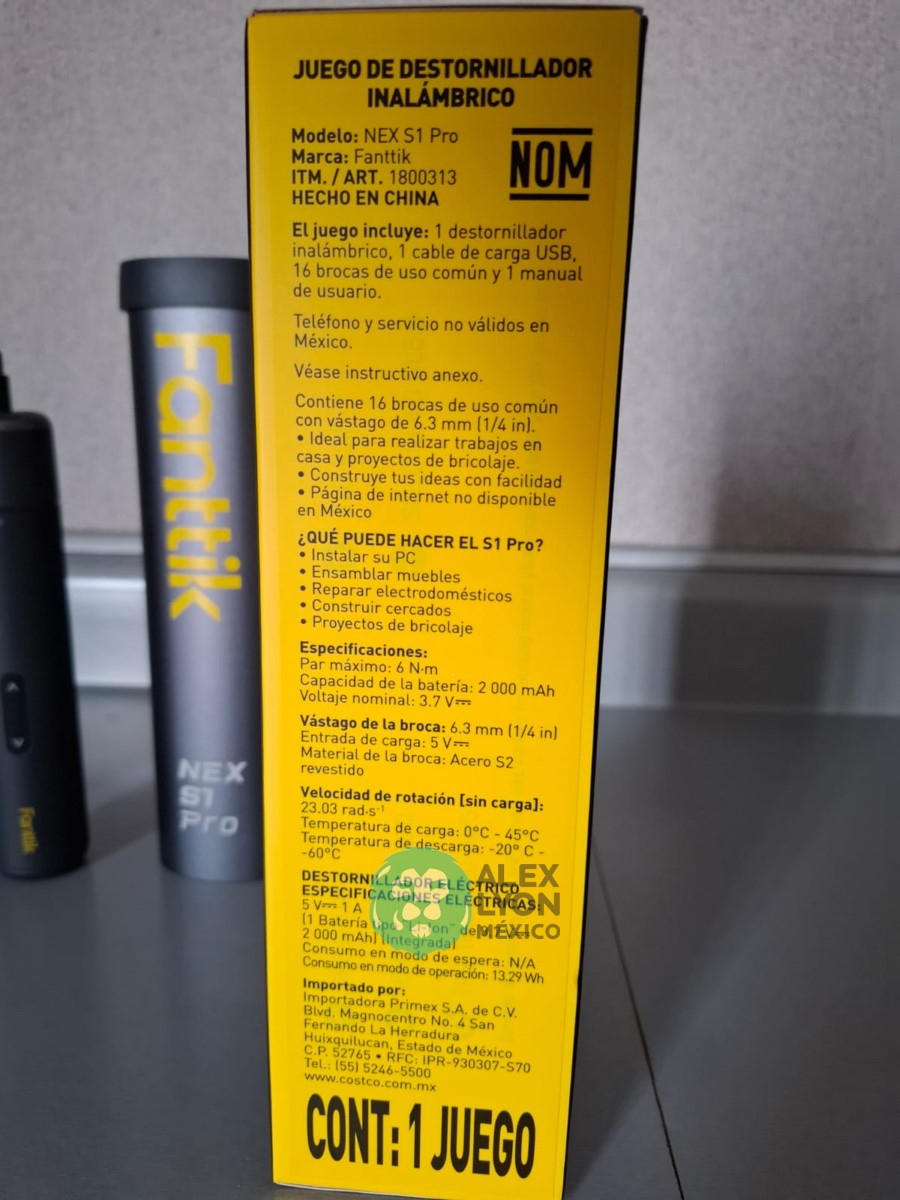 JUEGO DE DESTORNILLADOR
INALÁMBRICO
Modelo: NEX S1 Pro
Marca: Fanttik
ITM. / ART. 1800313
HECHO EN CHINA
NOM
El juego incluye: 1 destornillador
inalámbrico, 1 cable de carga USB,
16 brocas de uso común y 1 manual
de usuario.
Teléfono y servicio no válidos en
México.
Véase instructivo anexo.
Contiene 16 brocas de uso común
con vástago de 6.3 mm (1/4 in).
• Ideal para realizar trabajos en
casa y proyectos de bricolaje.
• Construye tus ideas con facilidad
• Página de internet no disponible
en México
¿QUÉ PUEDE HACER EL S1 Pro?
• Instalar su PC
• Ensamblar muebles
• Reparar electrodomésticos
• Construir cercados
• Proyectos de bricolaje
Especificaciones:
Par máximo: 6 N·m
Capacidad de la batería: 2 000 mAh
Voltaje nominal: 3.7 V⎓
Vástago de la broca: 6.3 mm (1/4 in)
Entrada de carga: 5 V⎓
Material de la broca: Acero S2
revestido
Velocidad de rotación [sin carga]:
23.03 rad·s⁻¹
Temperatura de carga: 0°C - 45°C
Temperatura de descarga: -20° C -
-60°C
DESTORNILLADOR ELÉCTRICO
ESPECIFICACIONES ELÉCTRICAS:
5 V⎓ 1 A
(1 Batería tipo "Li-Ion" de
2 000 mAh) (Integrada)
Consumo en modo de espera: N/A
Consumo en modo de operación: 13.29 Wh
Importado por:
Importadora Primex S.A. de C.V.
Blvd. Magnocentro No. 4 San
Fernando La Herradura
Huixquilucan, Estado de México
C.P. 52765 • RFC: IPR-930307-S70
Tel.: (55) 5246-5500
www.costco.com.mx
CONT: 1 JUEGO
Fanttik
NEX
S1
Pro
Fanttik
ALEX
LYON
MÉXICO